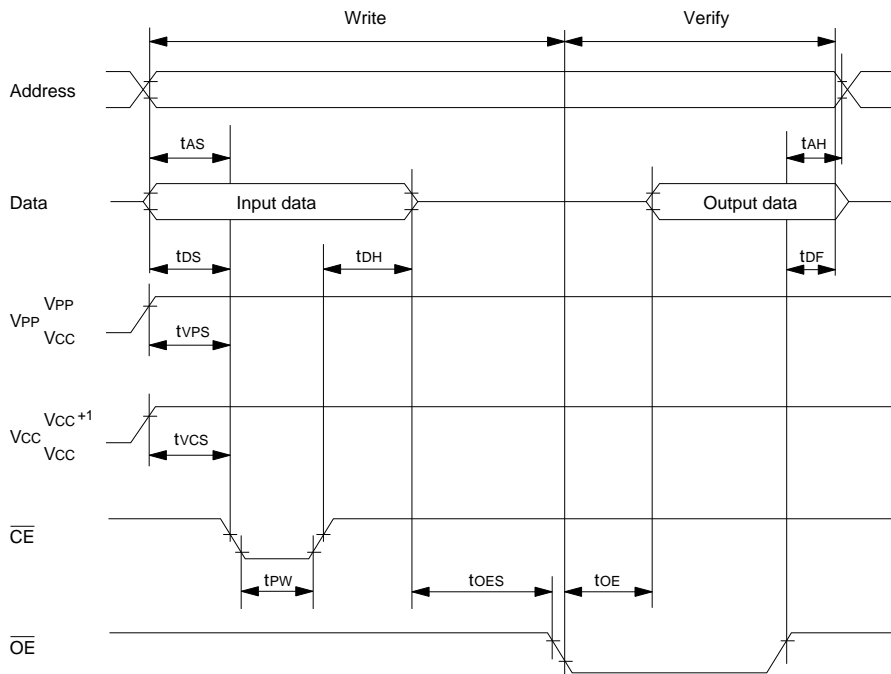 Write Verify
Address
tAS tAH
Data Input data Output data
tDS tDH tDF
VPP
VPP
VCC
tVPS
VCC+1
VCC
VCC
tVCS
CE
tPW tOES tOE
OE